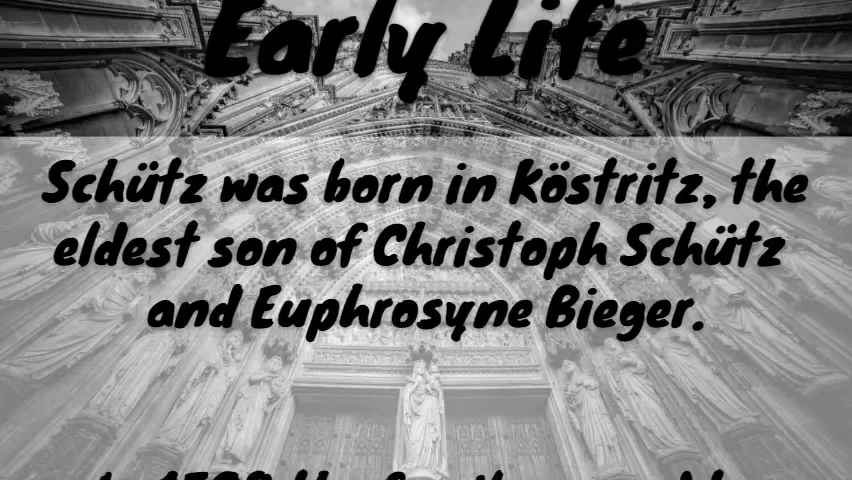 Early Life
Schütz was born in Köstritz, the
eldest son of Christoph Schütz
and Euphrosyne Bieger.